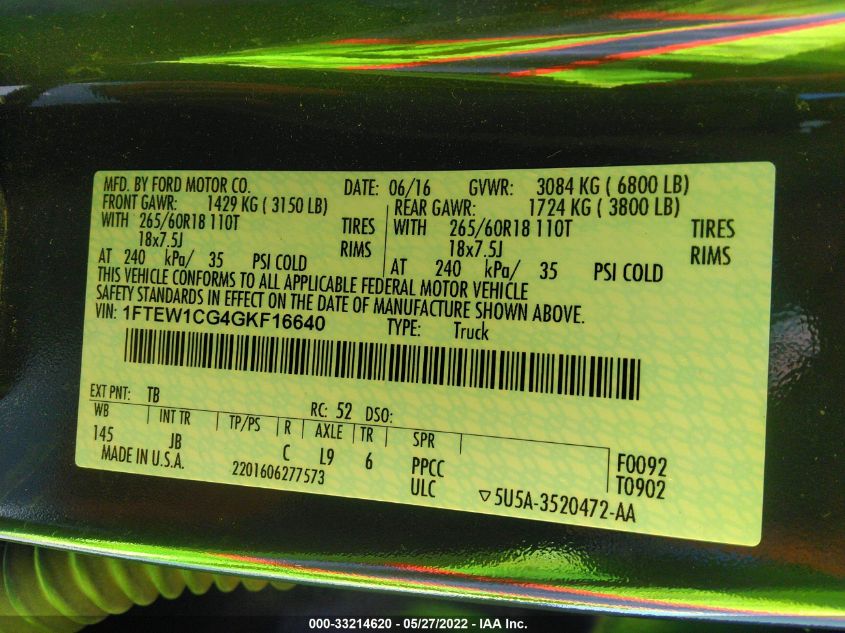 MFD. BY FORD MOTOR CO. DATE: 06/16 GVWR: 3084 KG ( 6800 LB)
FRONT GAWR: 1429 KG ( 3150 LB) REAR GAWR: 1724 KG ( 3800 LB)
WITH 265/60R18 110T TIRES WITH 265/60R18 110T TIRES
18x7.5J RIMS 18x7.5J RIMS
AT 240 kPa/ 35 PSI COLD AT 240 kPa/ 35 PSI COLD
THIS VEHICLE CONFORMS TO ALL APPLICABLE FEDERAL MOTOR VEHICLE
SAFETY STANDARDS IN EFFECT ON THE DATE OF MANUFACTURE SHOWN ABOVE.
VIN: 1FTEW1CG4GKF16640 TYPE: Truck
EXT PNT: TB RC: 52 DSO:
WB INT TR TP/PS R AXLE TR SPR
145 JB C L9 6 PPCC F0092
MADE IN U.S.A. 2201606277573 ULC T0902
▽5U5A-3520472-AA
000-33214620 - 05/27/2022 - IAA Inc.